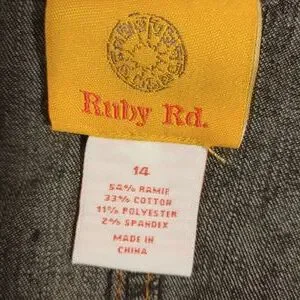 Ruby Rd.
14
54% RAMIE
33% COTTON
11% POLYESTER
2% SPANDEX
MADE IN
CHINA